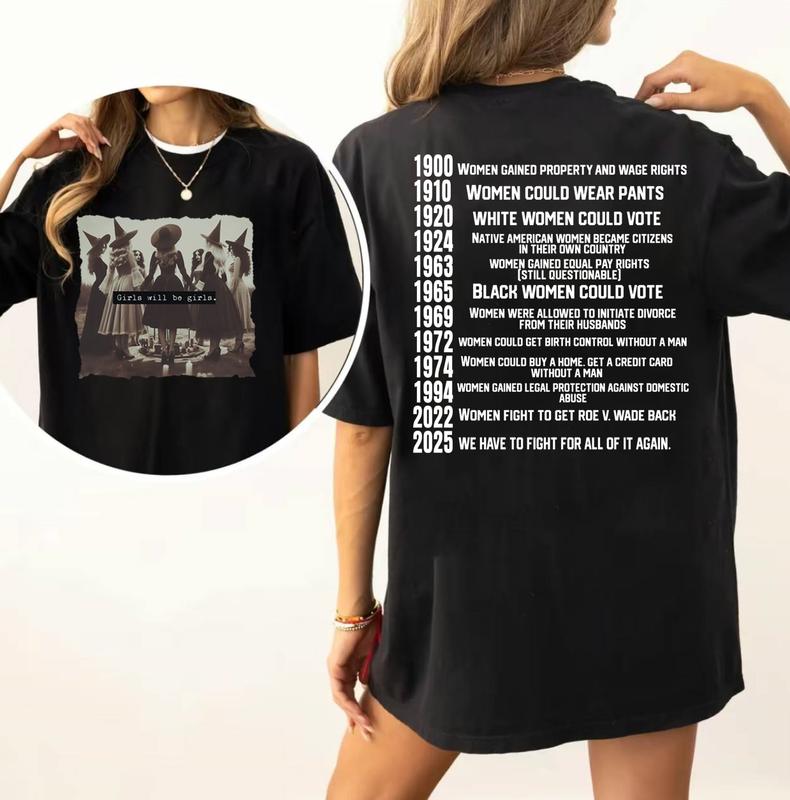 Girls will be girls.
1900 Women gained property and wage rights
1910 Women could wear pants
1920 white women could vote
1924 Native American women became citizens
in their own country
1963 women gained equal pay rights
(still questionable)
1965 Black women could vote
1969 Women were allowed to initiate divorce
from their husbands
1972 women could get birth control without a man
1974 Women could buy a home, get a credit card
without a man
1994 women gained legal protection against domestic
abuse
2022 Women fight to get Roe v. Wade back
2025 we have to fight for all of it again.